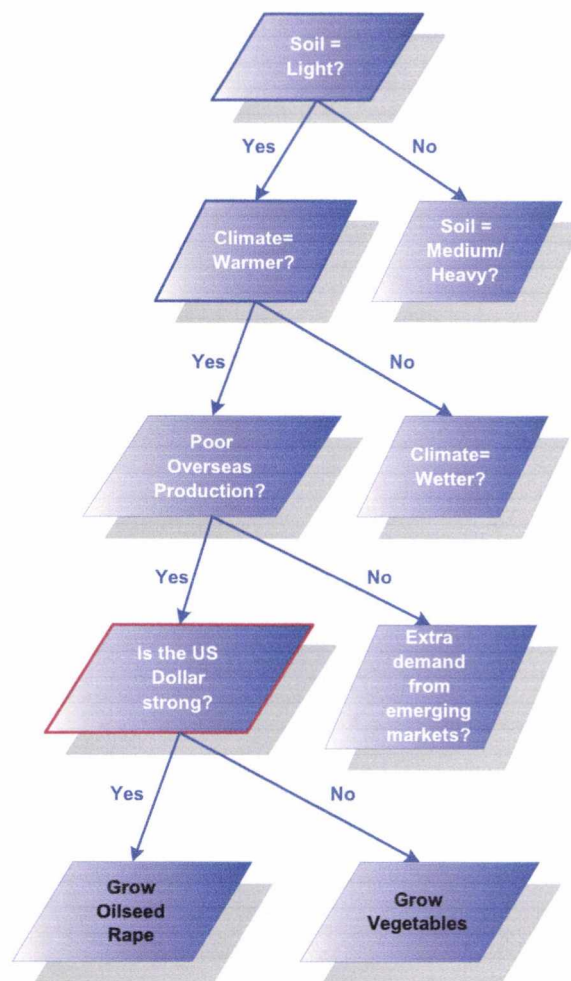 Soil =
Light?
Yes
No
Climate=
Warmer?
Soil =
Medium/
Heavy?
Yes
No
Poor
Overseas
Production?
Climate=
Wetter?
Yes
No
Is the US
Dollar
strong?
Extra
demand
from
emerging
markets?
Yes
No
Grow
Oilseed
Rape
Grow
Vegetables